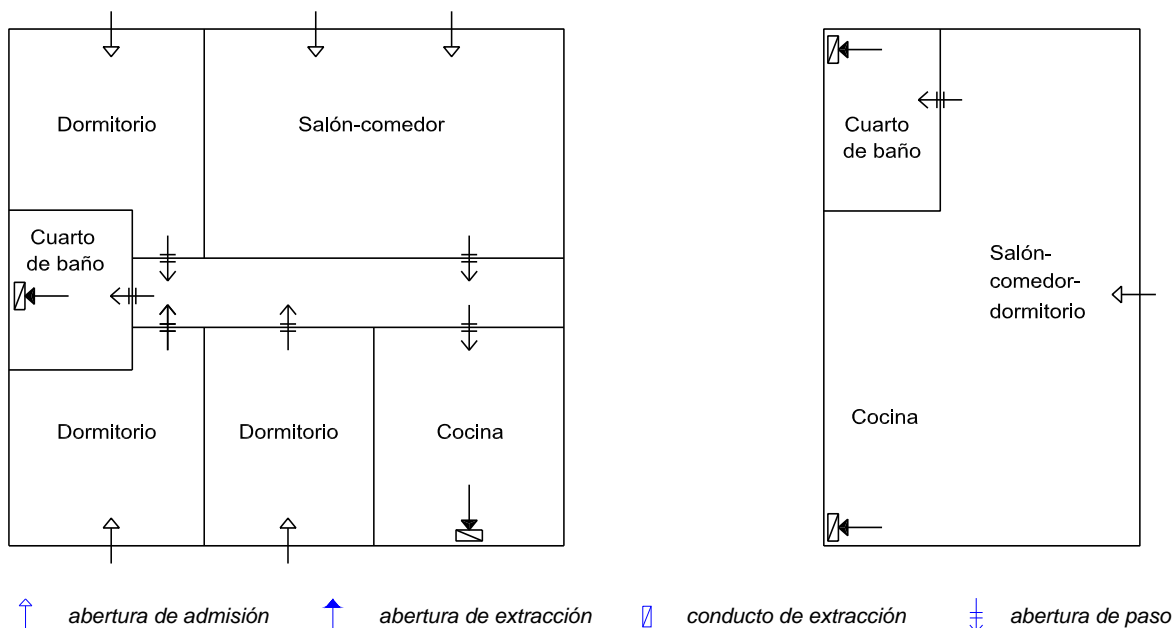 Dormitorio
Salón-comedor
Cuarto
de baño
Dormitorio
Dormitorio
Cocina
Cuarto
de baño
Salón-
comedor-
dormitorio
Cocina
abertura de admisión
abertura de extracción
conducto de extracción
abertura de paso